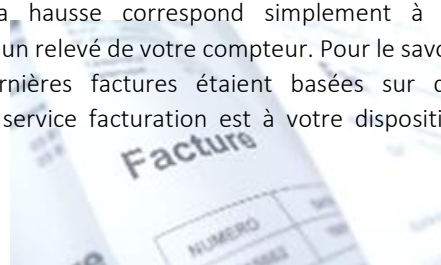 a hausse correspond simplement à
un relevé de votre compteur. Pour le savo
rnières factures étaient basées sur
service facturation est à votre dispositi
Facture
NUMERO